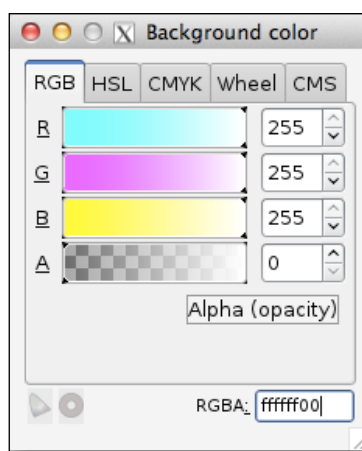 Background color
RGB HSL CMYK Wheel CMS
R 255
G 255
B 255
A 0
Alpha (opacity)
RGBA: ffffff00